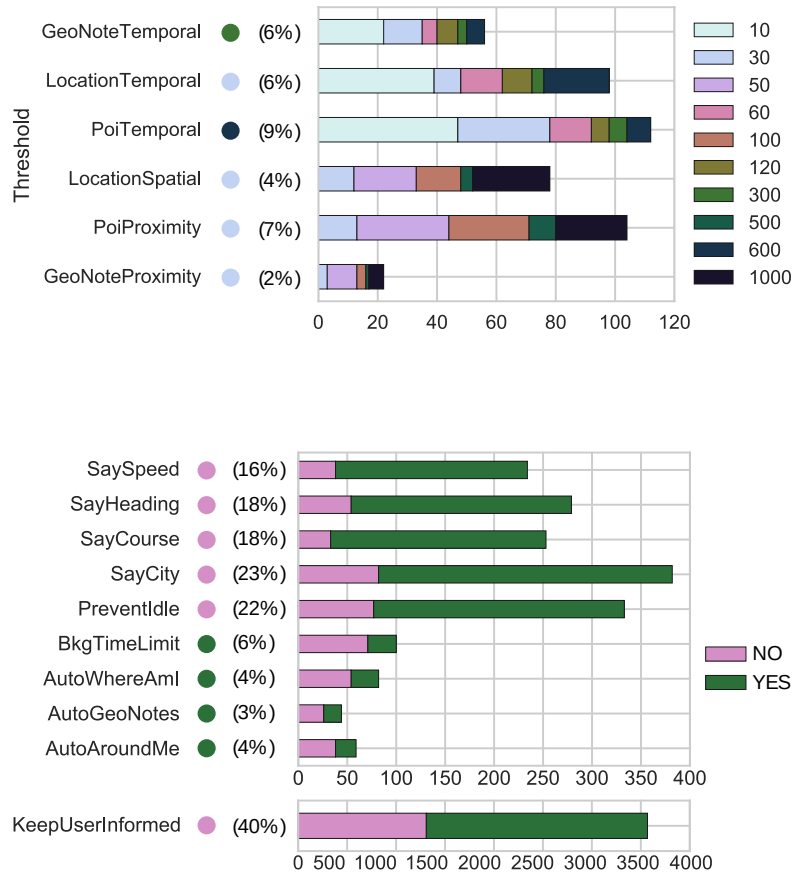 Threshold
GeoNoteTemporal (6%)
LocationTemporal (6%)
PoiTemporal (9%)
LocationSpatial (4%)
PoiProximity (7%)
GeoNoteProximity (2%)
0 20 40 60 80 100 120
10
30
50
60
100
120
300
500
600
1000
SaySpeed (16%)
SayHeading (18%)
SayCourse (18%)
SayCity (23%)
PreventIdle (22%)
BkgTimeLimit (6%)
AutoWhereAmI (4%)
AutoGeoNotes (3%)
AutoAroundMe (4%)
0 50 100 150 200 250 300 350 400
NO
YES
KeepUserInformed (40%)
0 500 1000 1500 2000 2500 3000 3500 4000